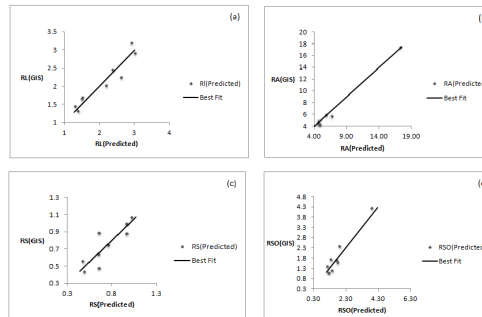 (a)
3.5
3
2.5
2
1.5
1
RL(GIS)
1 2 3 4
RL(Predicted)
Rl(Predicted)
Best Fit
20
18
16
14
12
10
8
6
4
RA(GIS)
4.00 9.00 14.00 19.00
RA(Predicted)
RA(Predicted
Best Fit
(c)
1.3
1.1
0.9
0.7
0.5
0.3
RS(GIS)
0.3 0.8 1.3
RS(Predicted)
RS(Predicted)
Best Fit
4.8
4.3
3.8
3.3
2.8
2.3
1.8
1.3
0.8
0.3
RSO(GIS)
0.30 2.30 4.30 6.30
RSO(Predicted)
RSO(Predicted
Best Fit